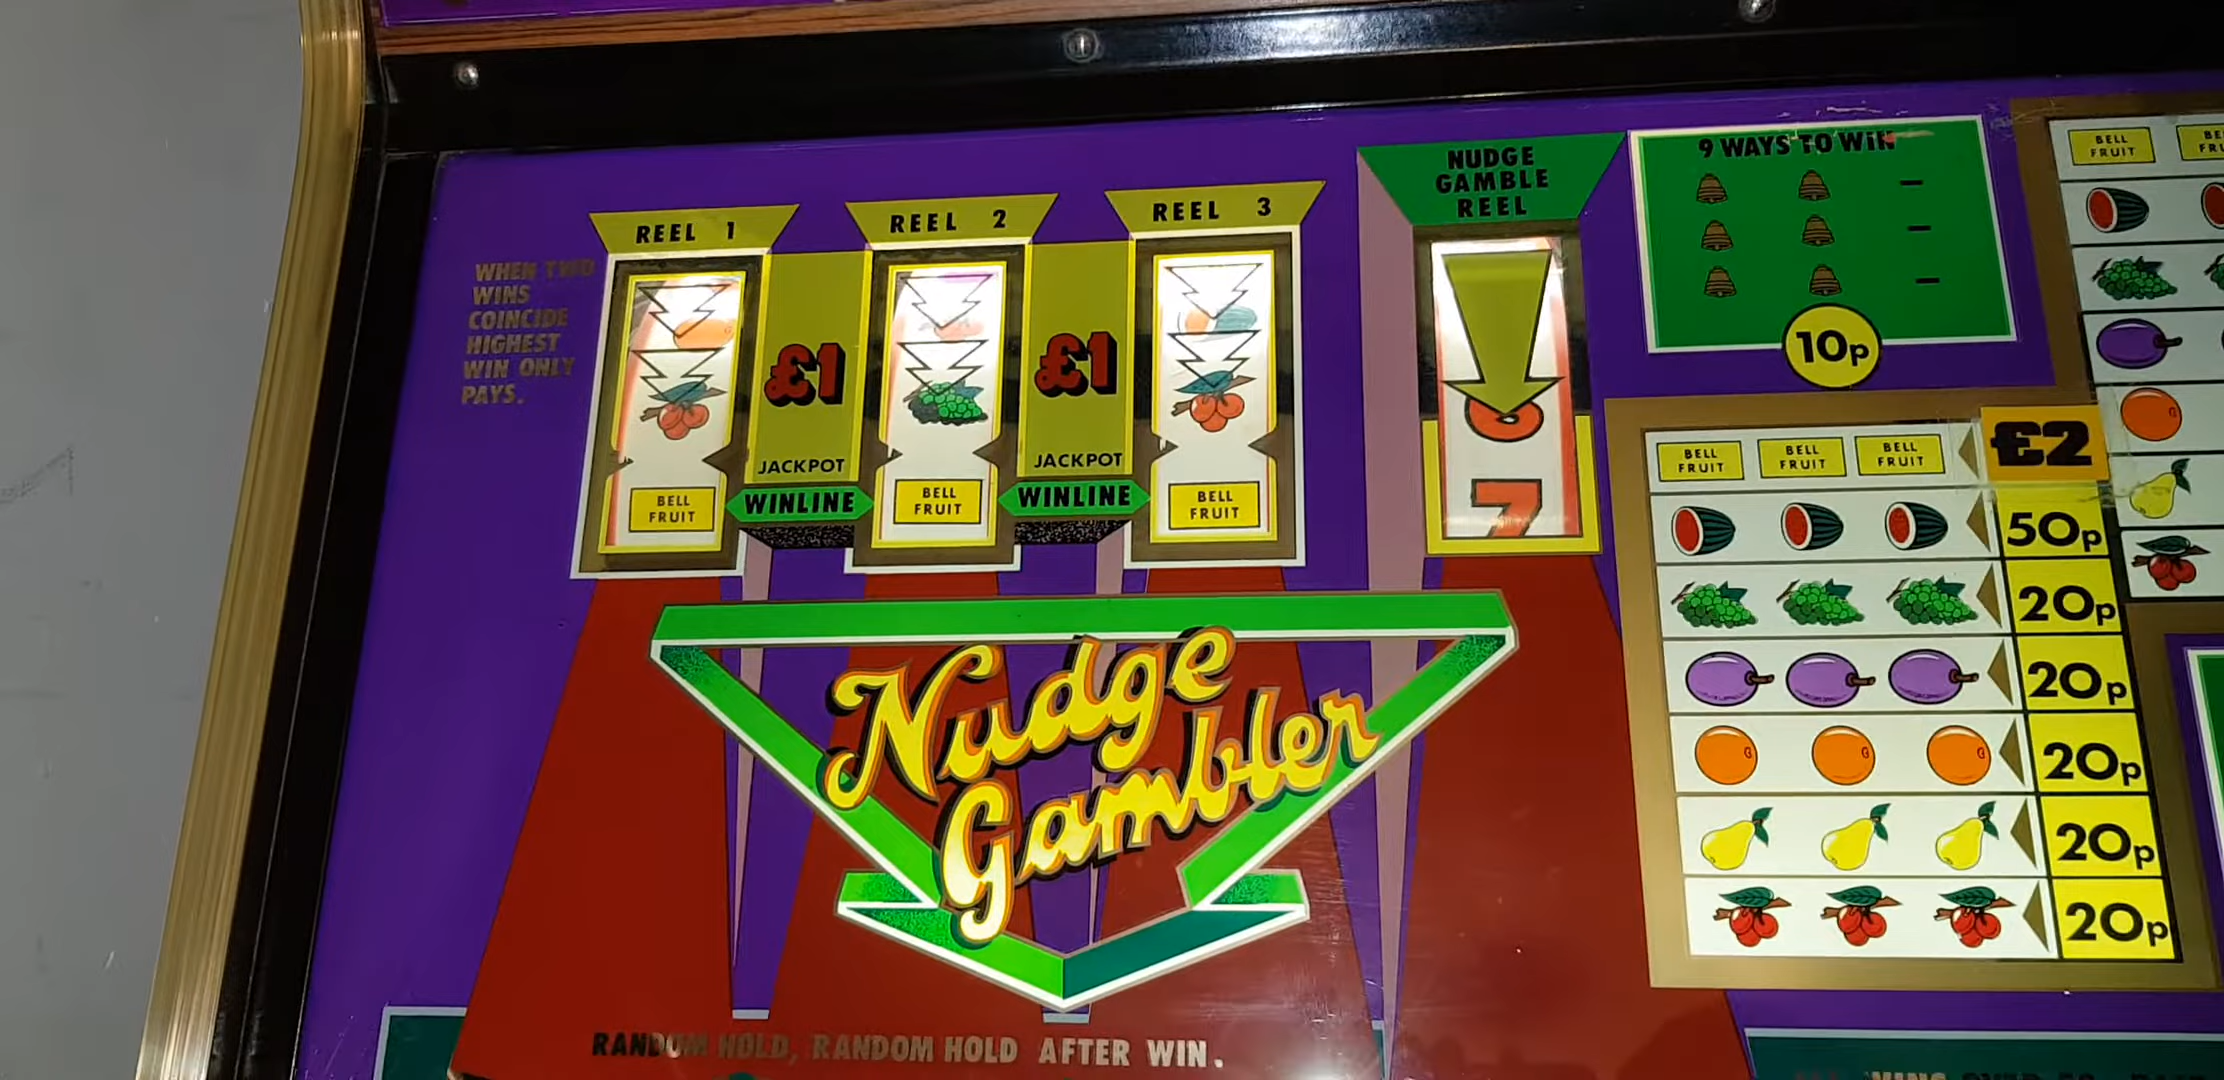 REEL 1
REEL 2
REEL 3
NUDGE
GAMBLE
REEL
9 WAYS TO WIN
10p
WHEN TWO
WINS
COINCIDE
HIGHEST
WIN ONLY
PAYS.
£1
JACKPOT
WINLINE
£1
JACKPOT
WINLINE
BELL
FRUIT
BELL
FRUIT
BELL
FRUIT
7
BELL
FRUIT
BELL
FRUIT
BELL
FRUIT
£2
50p
20p
20p
20p
20p
20p
BELL
FRUIT
Nudge
Gambler
RANDOM HOLD, RANDOM HOLD AFTER WIN.